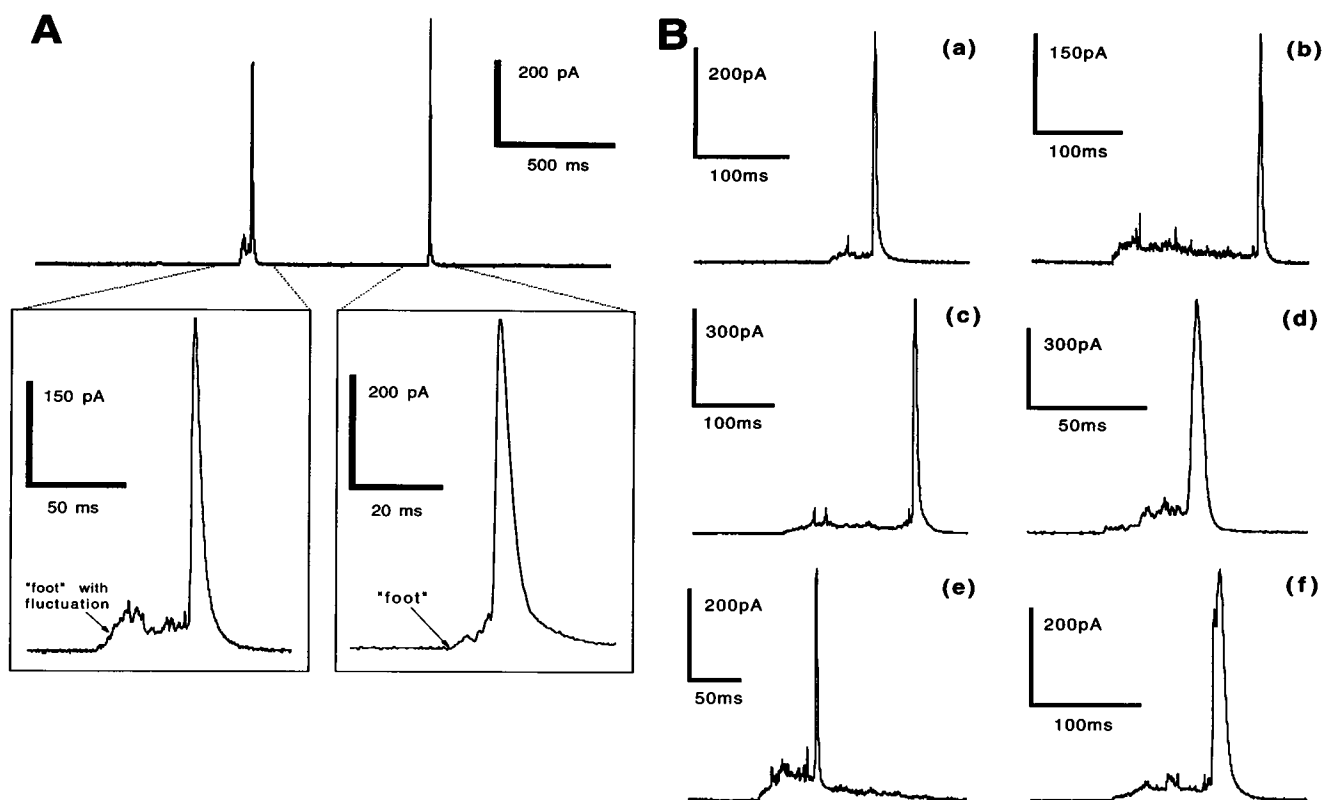 A
200 pA
500 ms
150 pA
50 ms
"foot" with
fluctuation
200 pA
20 ms
"foot"
B
(a)
200pA
100ms
(b)
150pA
100ms
(c)
300pA
100ms
(d)
300pA
50ms
(e)
200pA
50ms
(f)
200pA
100ms